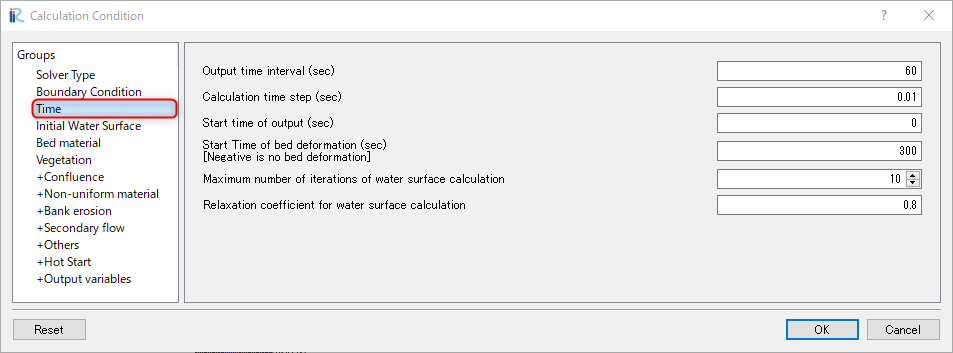 Calculation Condition
Groups
Solver Type
Boundary Condition
Time
Initial Water Surface
Bed material
Vegetation
+Confluence
+Non-uniform material
+Bank erosion
+Secondary flow
+Others
+Hot Start
+Output variables
Output time interval (sec) 60
Calculation time step (sec) 0.01
Start time of output (sec) 0
Start Time of bed deformation (sec)
[Negative is no bed deformation] 300
Maximum number of iterations of water surface calculation 10
Relaxation coefficient for water surface calculation 0.8
Reset OK Cancel